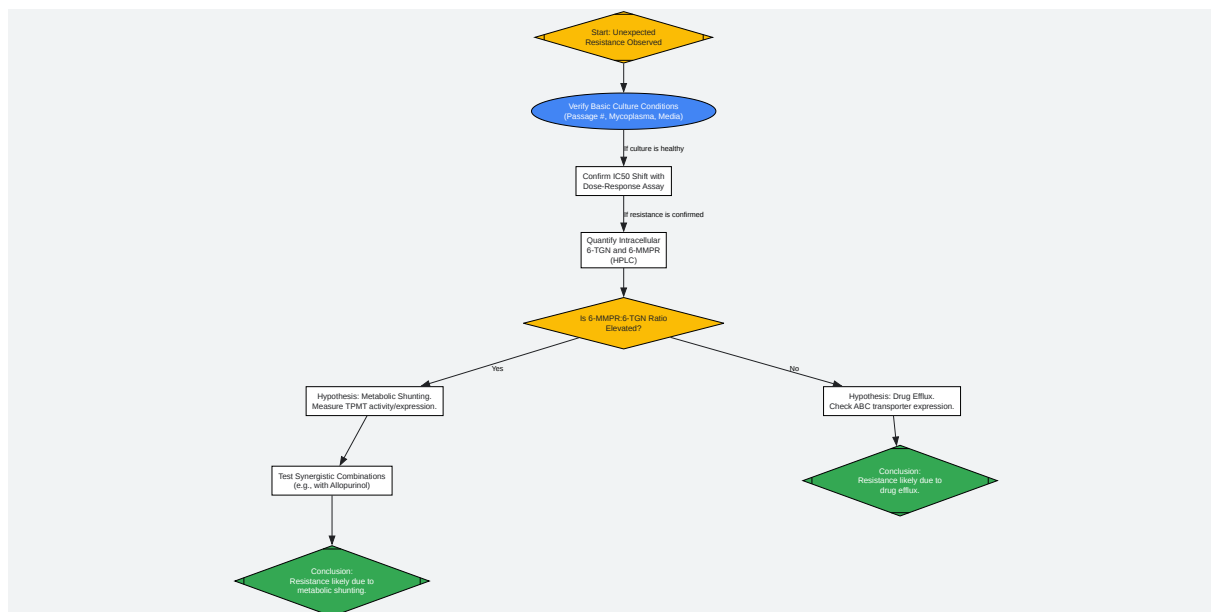 Start: Unexpected
Resistance Observed
Verify Basic Culture Conditions
(Passage #, Mycoplasma, Media)
If culture is healthy
Confirm IC50 Shift with
Dose-Response Assay
If resistance is confirmed
Quantify Intracellular
6-TGN and 6-MMPR
(HPLC)
Is 6-MMPR:6-TGN Ratio
Elevated?
Yes
No
Hypothesis: Metabolic Shunting.
Measure TPMT activity/expression.
Hypothesis: Drug Efflux.
Check ABC transporter expression.
Test Synergistic Combinations
(e.g., with Allopurinol)
Conclusion:
Resistance likely due to
drug efflux.
Conclusion:
Resistance likely due to
metabolic shunting.